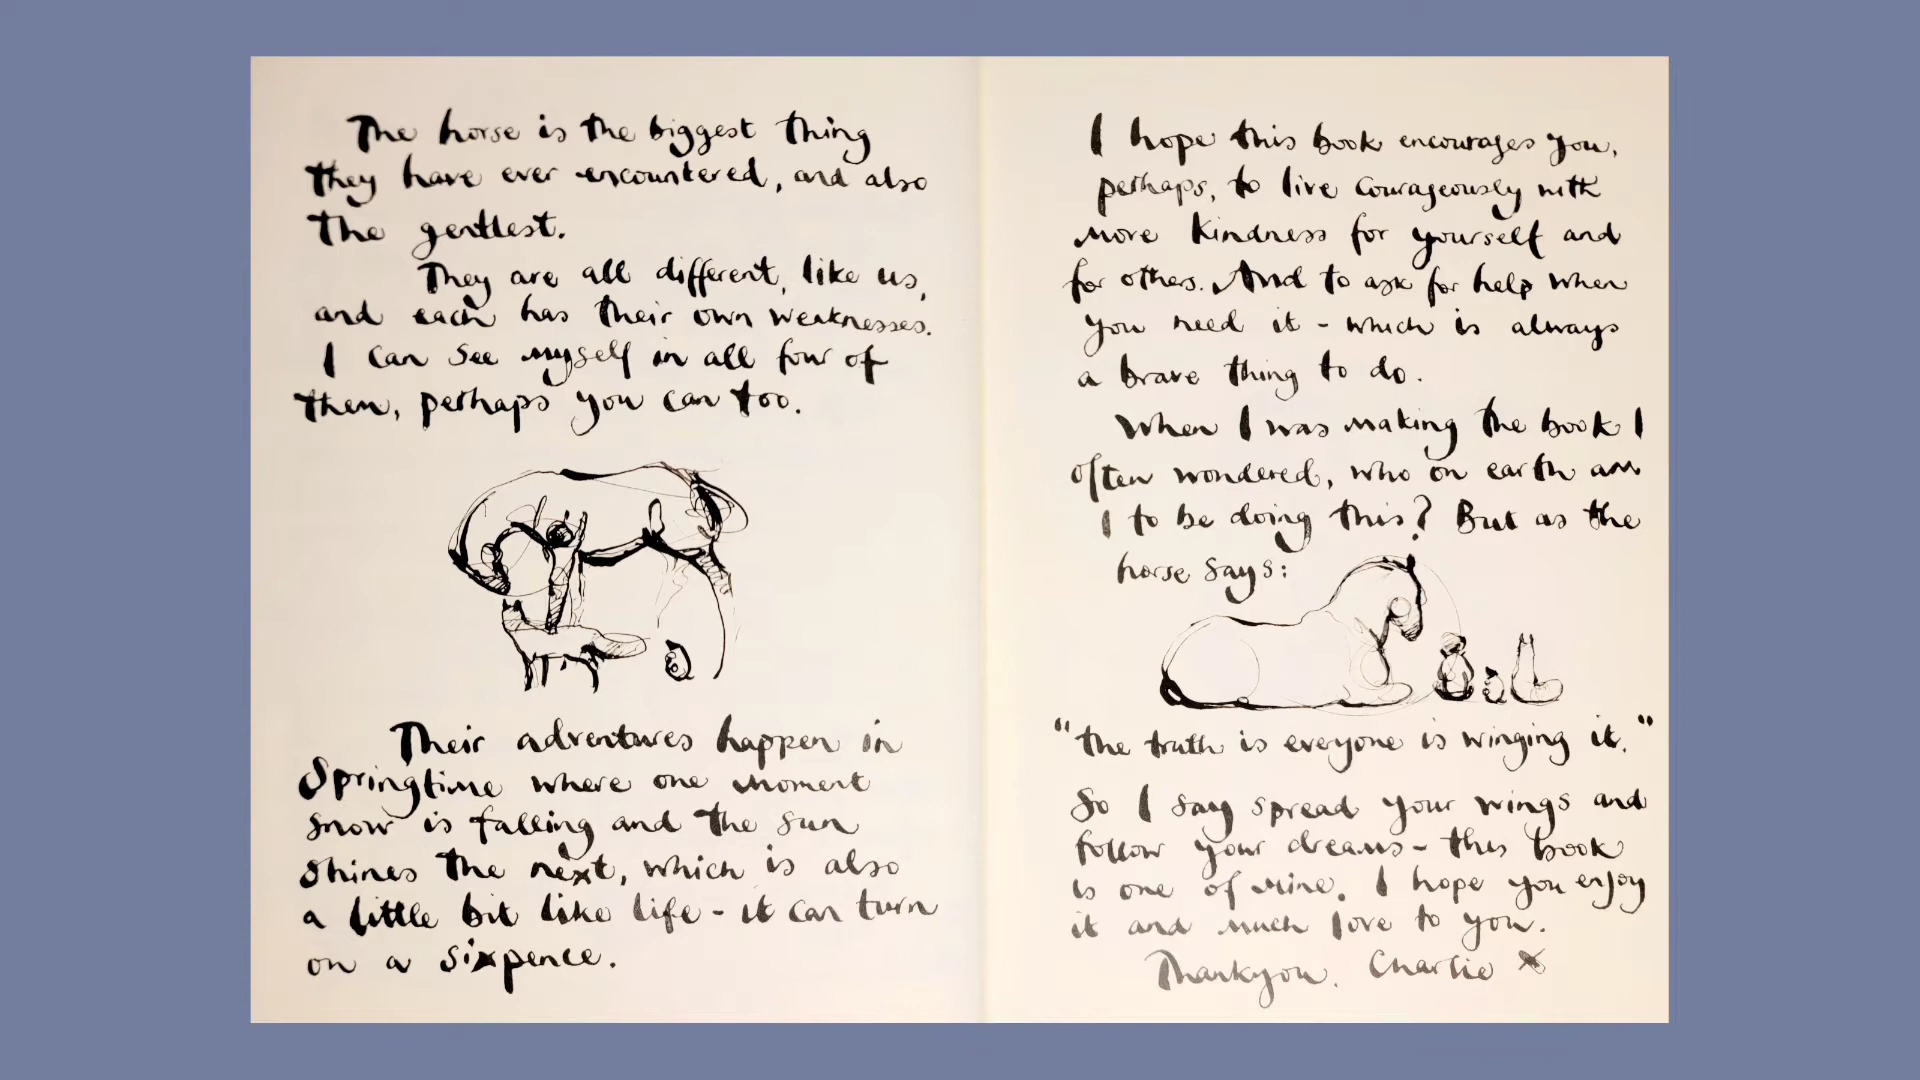 The horse is the biggest thing
they have ever encountered, and also
the gentlest.
They are all different, like us,
and each has their own weaknesses.
I can see myself in all four of
them, perhaps you can too.
Their adventures happen in
Springtime where one moment
snow is falling and the sun
shines the next, which is also
a little bit like life - it can turn
on a sixpence.
I hope this book encourages you,
perhaps, to live courageously with
more kindness for yourself and
for others. And to ask for help when
you need it - which is always
a brave thing to do.
When I was making the book I
often wondered, who on earth am
I to be doing this? But as the
horse says:
"the truth is everyone is winging it."
So I say spread your wings and
follow your dreams - this book
is one of mine. I hope you enjoy
it and much love to you.
Thankyou. Charlie x